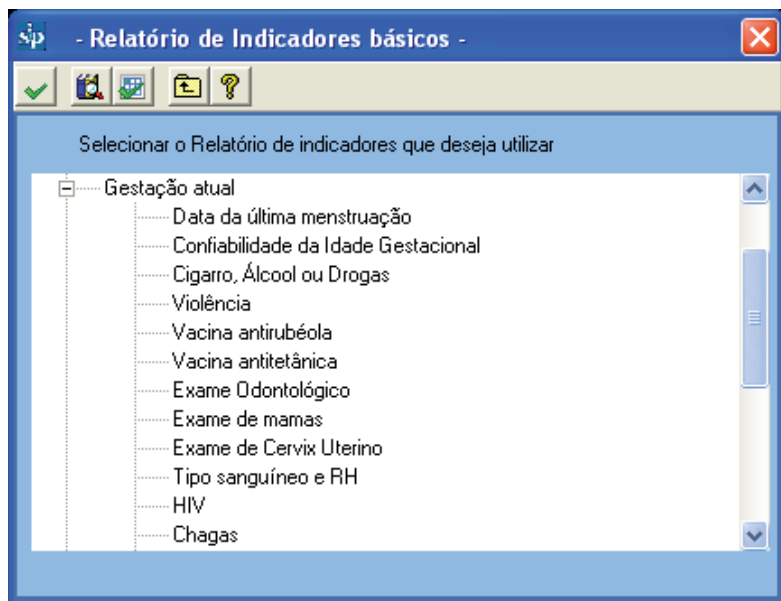 sip - Relatório de Indicadores básicos -
Selecionar o Relatório de indicadores que deseja utilizar
Gestação atual
Data da última menstruação
Confiabilidade da Idade Gestacional
Cigarro, Álcool ou Drogas
Violência
Vacina antirubéola
Vacina antitetânica
Exame Odontológico
Exame de mamas
Exame de Cervix Uterino
Tipo sanguíneo e RH
HIV
Chagas